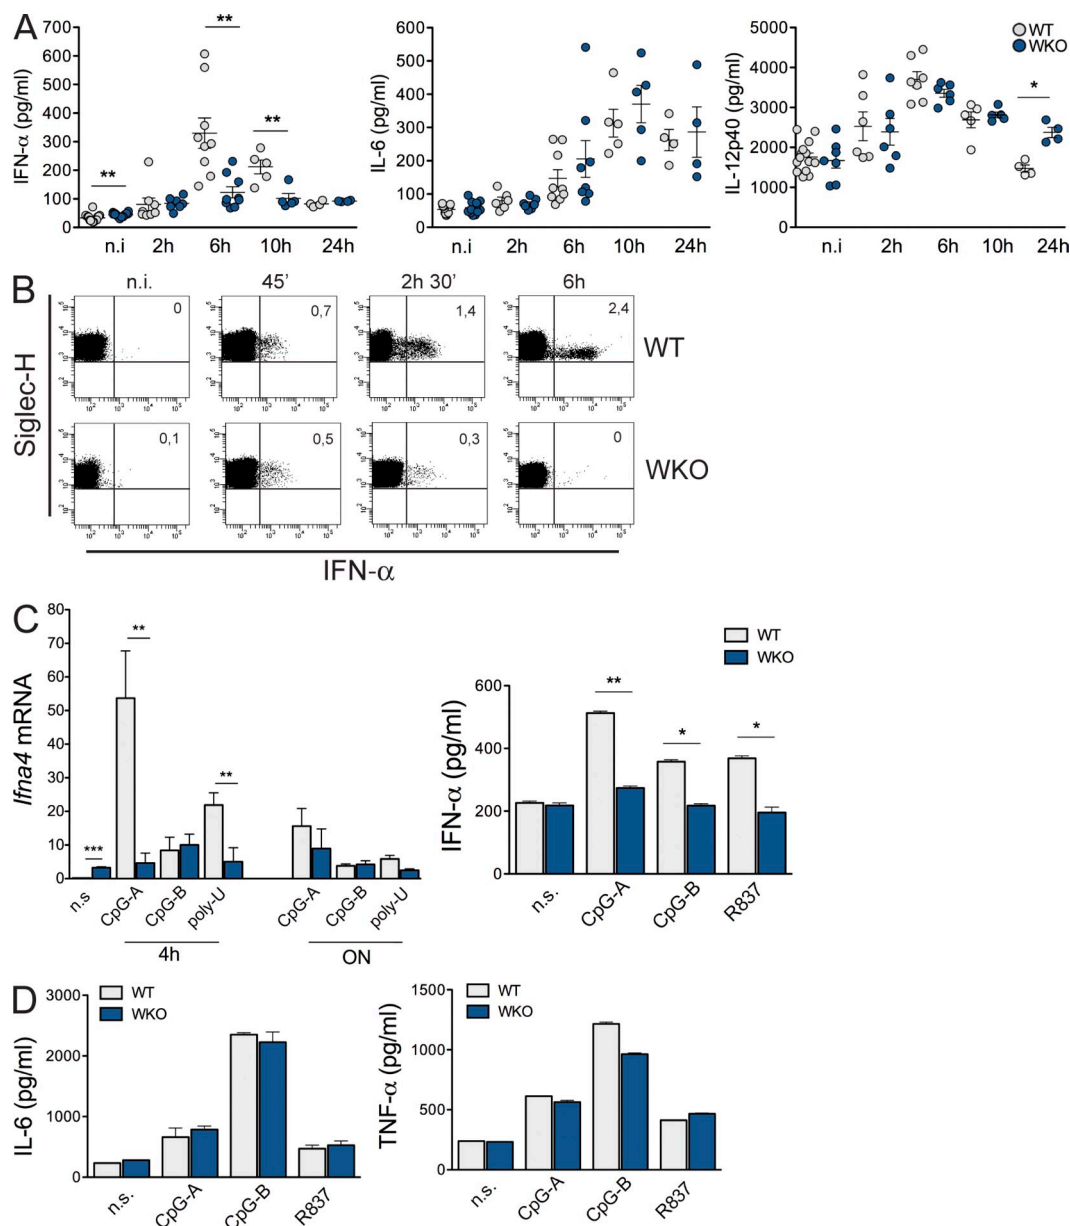 A
IFN-α (pg/ml)
700
600
500
400
300
200
100
0
**
**
**
n.i 2h 6h 10h 24h
IL-6 (pg/ml)
600
500
400
300
200
100
0
n.i 2h 6h 10h 24h
IL-12p40 (pg/ml)
5000
4000
3000
2000
1000
0
WT
WKO
*
n.i 2h 6h 10h 24h
B
n.i. 45’ 2h 30’ 6h
Siglec-H
0 0,7 1,4 2,4
WT
0,1 0,5 0,3 0
WKO
IFN-α
C
Ifna4 mRNA
80
70
60
50
40
30
20
10
0
***
**
**
n.s CpG-A CpG-B poly-U CpG-A CpG-B poly-U
4h ON
WT
WKO
IFN-α (pg/ml)
600
400
200
0
**
*
*
n.s. CpG-A CpG-B R837
D
WT
WKO
IL-6 (pg/ml)
3000
2000
1000
0
n.s. CpG-A CpG-B R837
WT
WKO
TNF-α (pg/ml)
1500
1000
500
0
n.s. CpG-A CpG-B R837